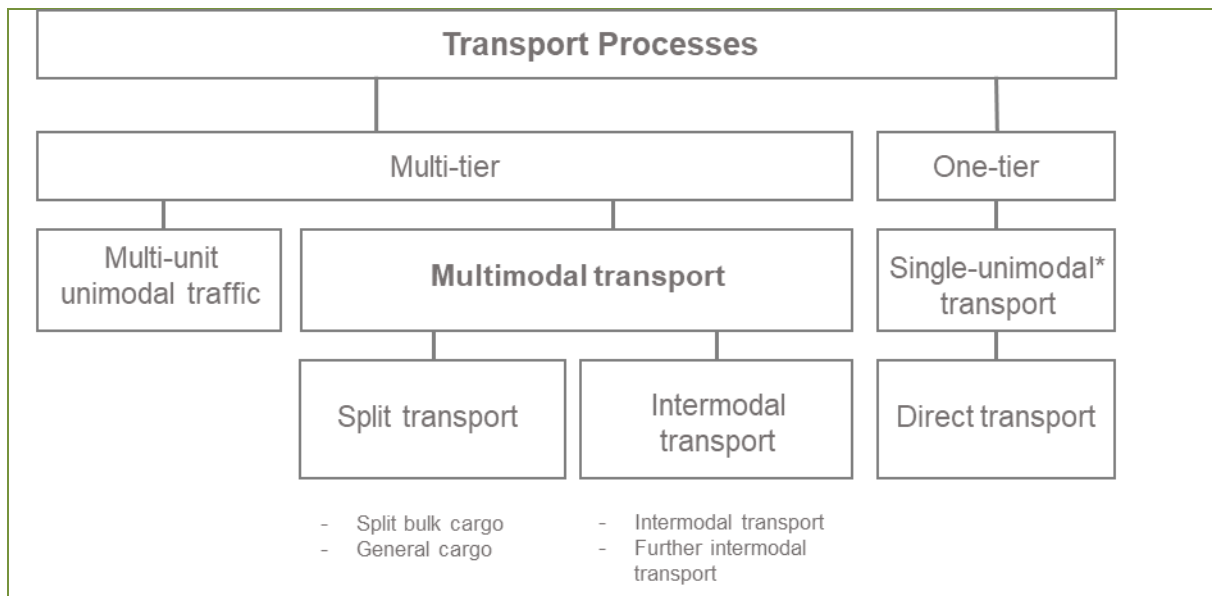 Transport Processes
Multi-tier
One-tier
Multi-unit
unimodal traffic
Multimodal transport
Single-unimodal*
transport
Split transport
Intermodal
transport
Direct transport
- Split bulk cargo
- General cargo
- Intermodal transport
- Further intermodal
transport